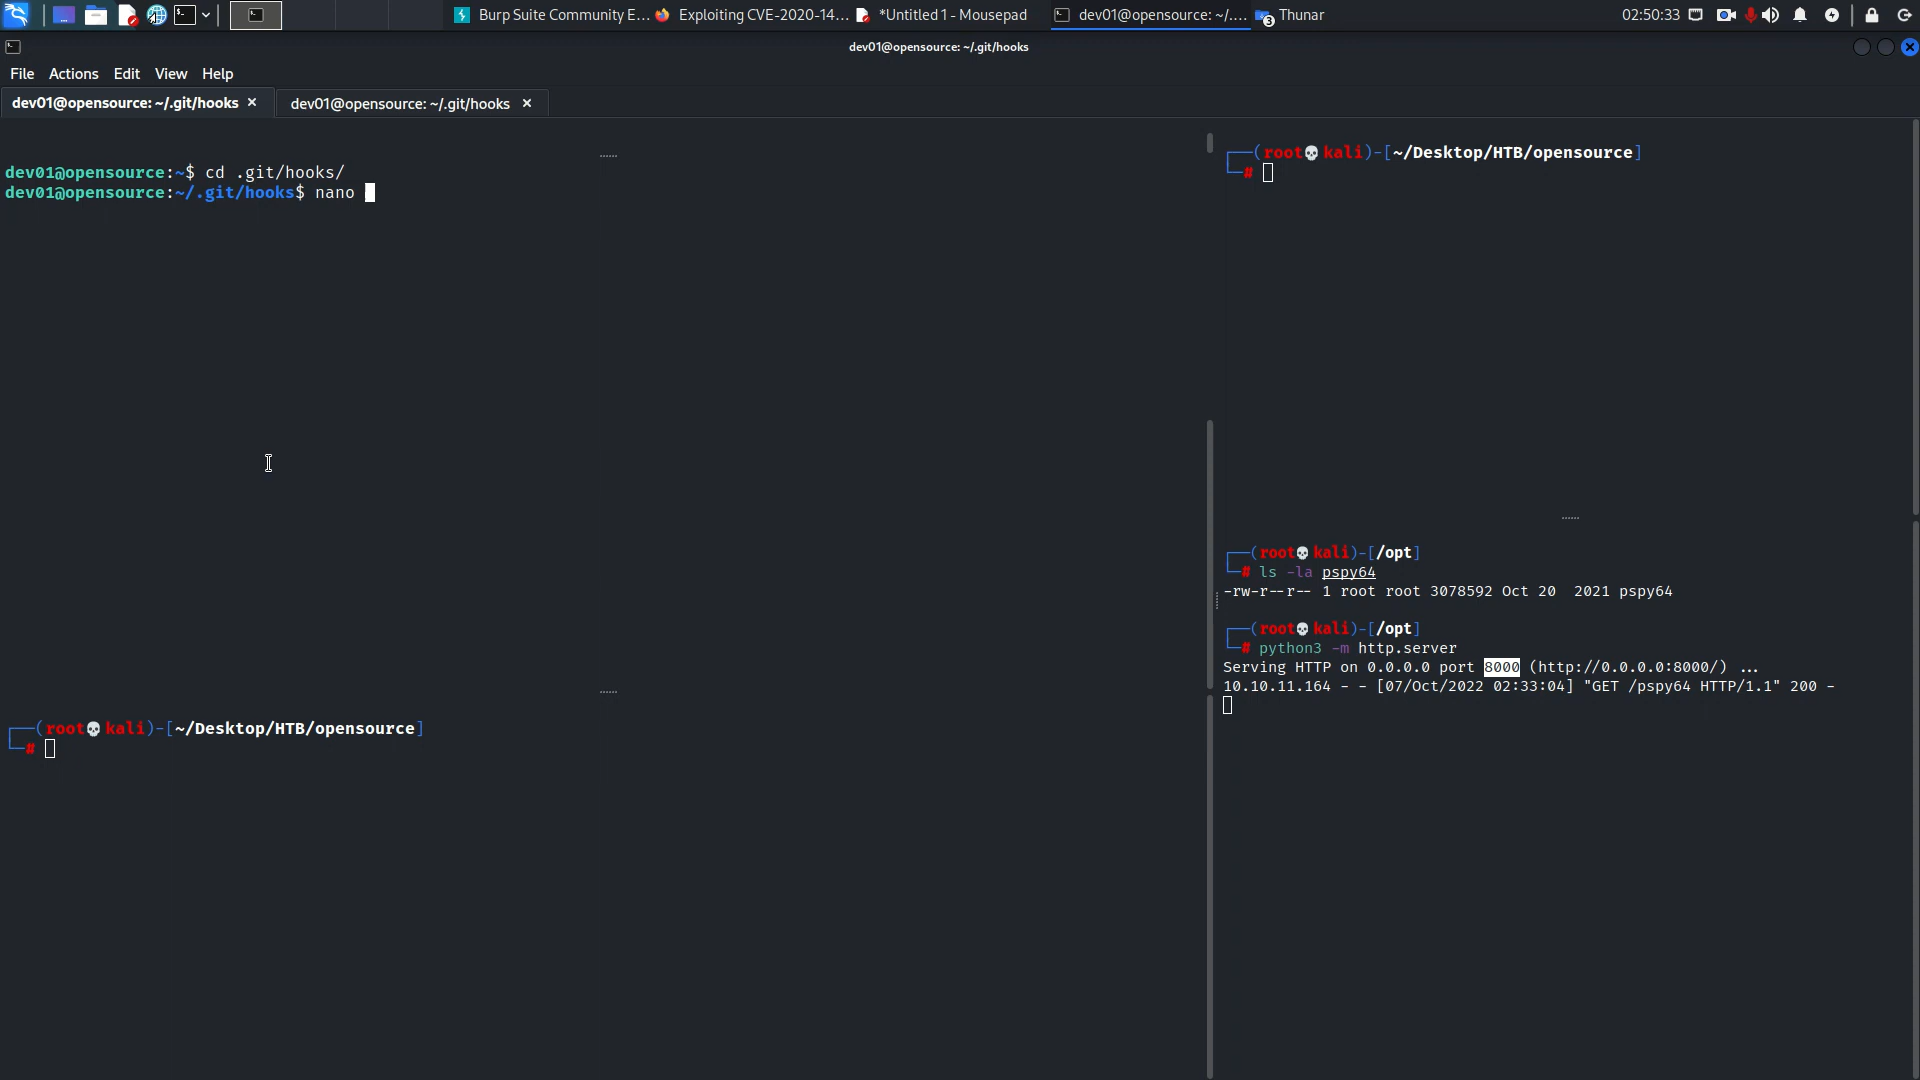 Burp Suite Community E...
Exploiting CVE-2020-14...
*Untitled 1 - Mousepad
dev01@opensource: ~/....
3
Thunar
02:50:33
dev01@opensource: ~/.git/hooks
File Actions Edit View Help
dev01@opensource: ~/.git/hooks
dev01@opensource: ~/.git/hooks
dev01@opensource:~$ cd .git/hooks/
dev01@opensource:~/.git/hooks$ nano
(root💀kali)-[~/Desktop/HTB/opensource]
#
(root💀kali)-[~/Desktop/HTB/opensource]
#
(root💀kali)-[/opt]
# ls -la pspy64
-rw-r--r-- 1 root root 3078592 Oct 20  2021 pspy64
(root💀kali)-[/opt]
# python3 -m http.server
Serving HTTP on 0.0.0.0 port 8000 (http://0.0.0.0:8000/) ...
10.10.11.164 - - [07/Oct/2022 02:33:04] "GET /pspy64 HTTP/1.1" 200 -